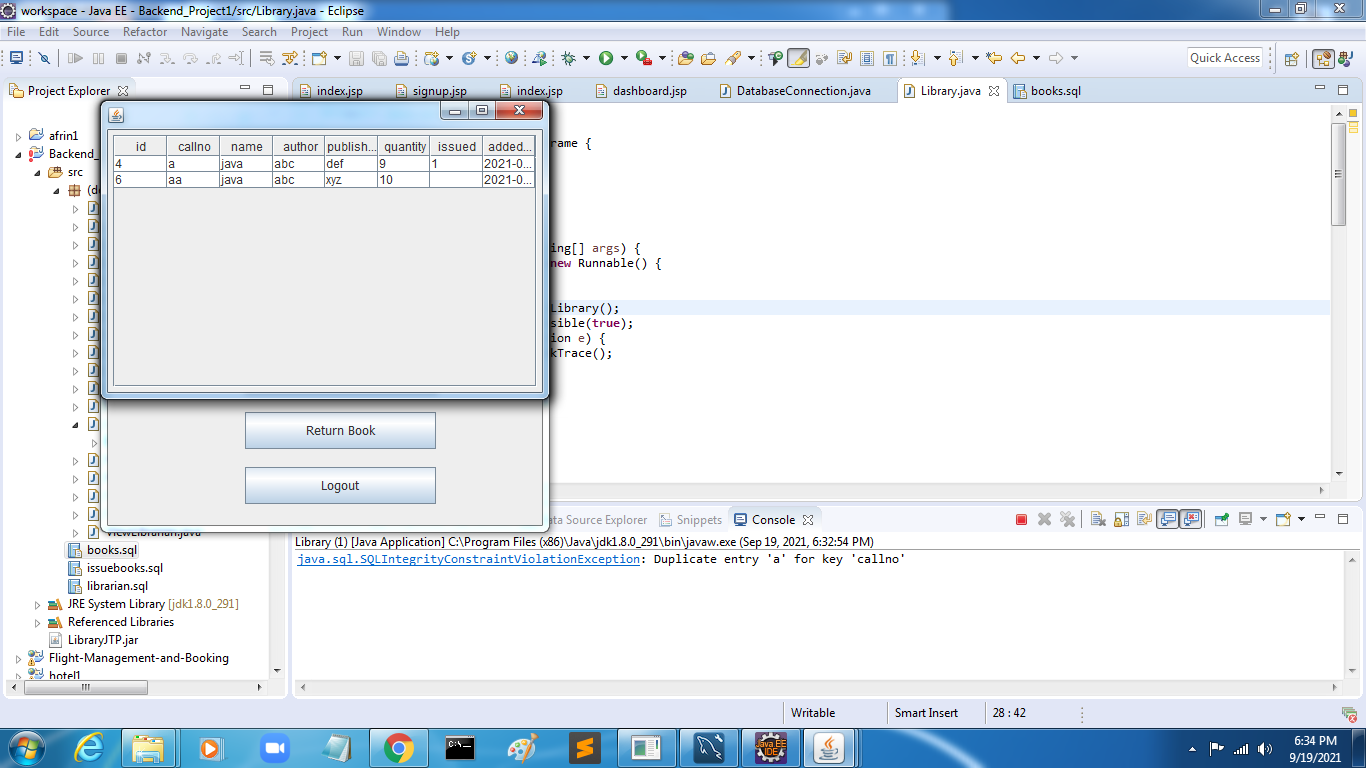 workspace - Java EE - Backend_Project1/src/Library.java - Eclipse
File Edit Source Refactor Navigate Search Project Run Window Help
Quick Access
Project Explorer
index.jsp signup.jsp index.jsp dashboard.jsp DatabaseConnection.java Library.java books.sql
afrin1
Backend_
src
(de
id callno name author publish... quantity issued added...
4 a java abc def 9 1 2021-0...
6 aa java abc xyz 10 2021-0...
Return Book
Logout
rame {
ing[] args) {
new Runnable() {
Library();
sible(true);
ion e) {
kTrace();
books.sql
issuebooks.sql
librarian.sql
JRE System Library [jdk1.8.0_291]
Referenced Libraries
LibraryJTP.jar
Flight-Management-and-Booking
hotel1
ata Source Explorer Snippets Console
Library (1) [Java Application] C:\Program Files (x86)\Java\jdk1.8.0_291\bin\javaw.exe (Sep 19, 2021, 6:32:54 PM)
java.sql.SQLIntegrityConstraintViolationException: Duplicate entry 'a' for key 'callno'
Writable Smart Insert 28 : 42
Java EE
IDE
6:34 PM
9/19/2021